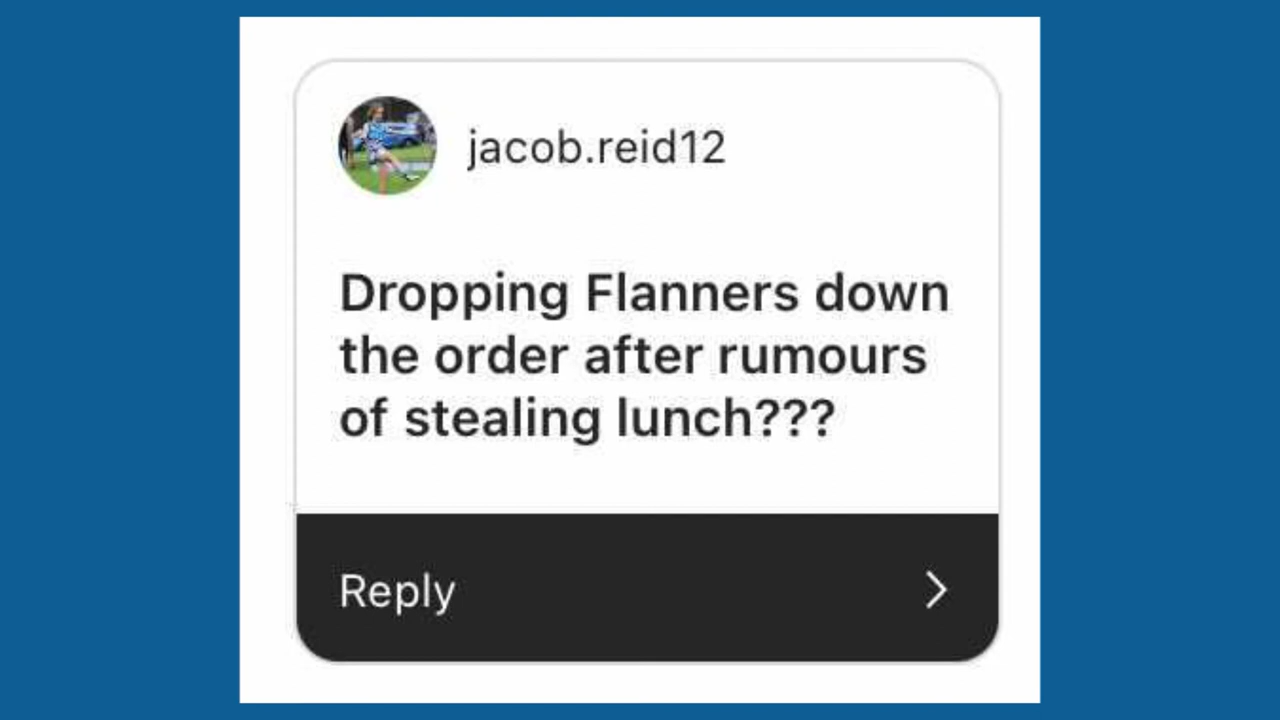 jacob.reid12
Dropping Flanners down
the order after rumours
of stealing lunch???
Reply